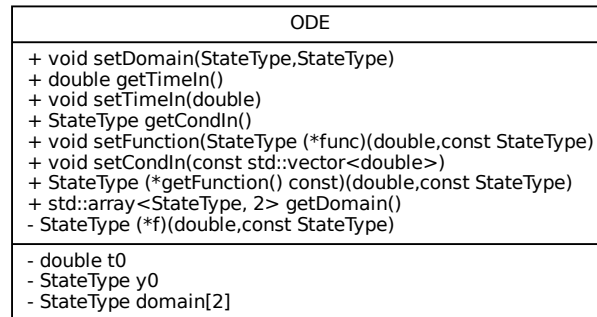 ODE
+ void setDomain(StateType,StateType)
+ double getTimeIn()
+ void setTimeIn(double)
+ StateType getCondIn()
+ void setFunction(StateType (*func)(double,const StateType)
+ void setCondIn(const std::vector<double>)
+ StateType (*getFunction() const)(double,const StateType)
+ std::array<StateType, 2> getDomain()
- StateType (*f)(double,const StateType)
- double t0
- StateType y0
- StateType domain[2]